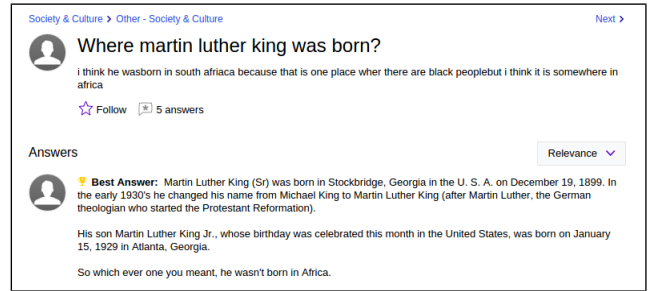 Society & Culture > Other - Society & Culture Next >
Where martin luther king was born?
i think he wasborn in south afriaca because that is one place wher there are black peoplebut i think it is somewhere in
africa
Follow 5 answers
Answers Relevance
Best Answer: Martin Luther King (Sr) was born in Stockbridge, Georgia in the U. S. A. on December 19, 1899. In
the early 1930's he changed his name from Michael King to Martin Luther King (after Martin Luther, the German
theologian who started the Protestant Reformation).
His son Martin Luther King Jr., whose birthday was celebrated this month in the United States, was born on January
15, 1929 in Atlanta, Georgia.
So which ever one you meant, he wasn't born in Africa.